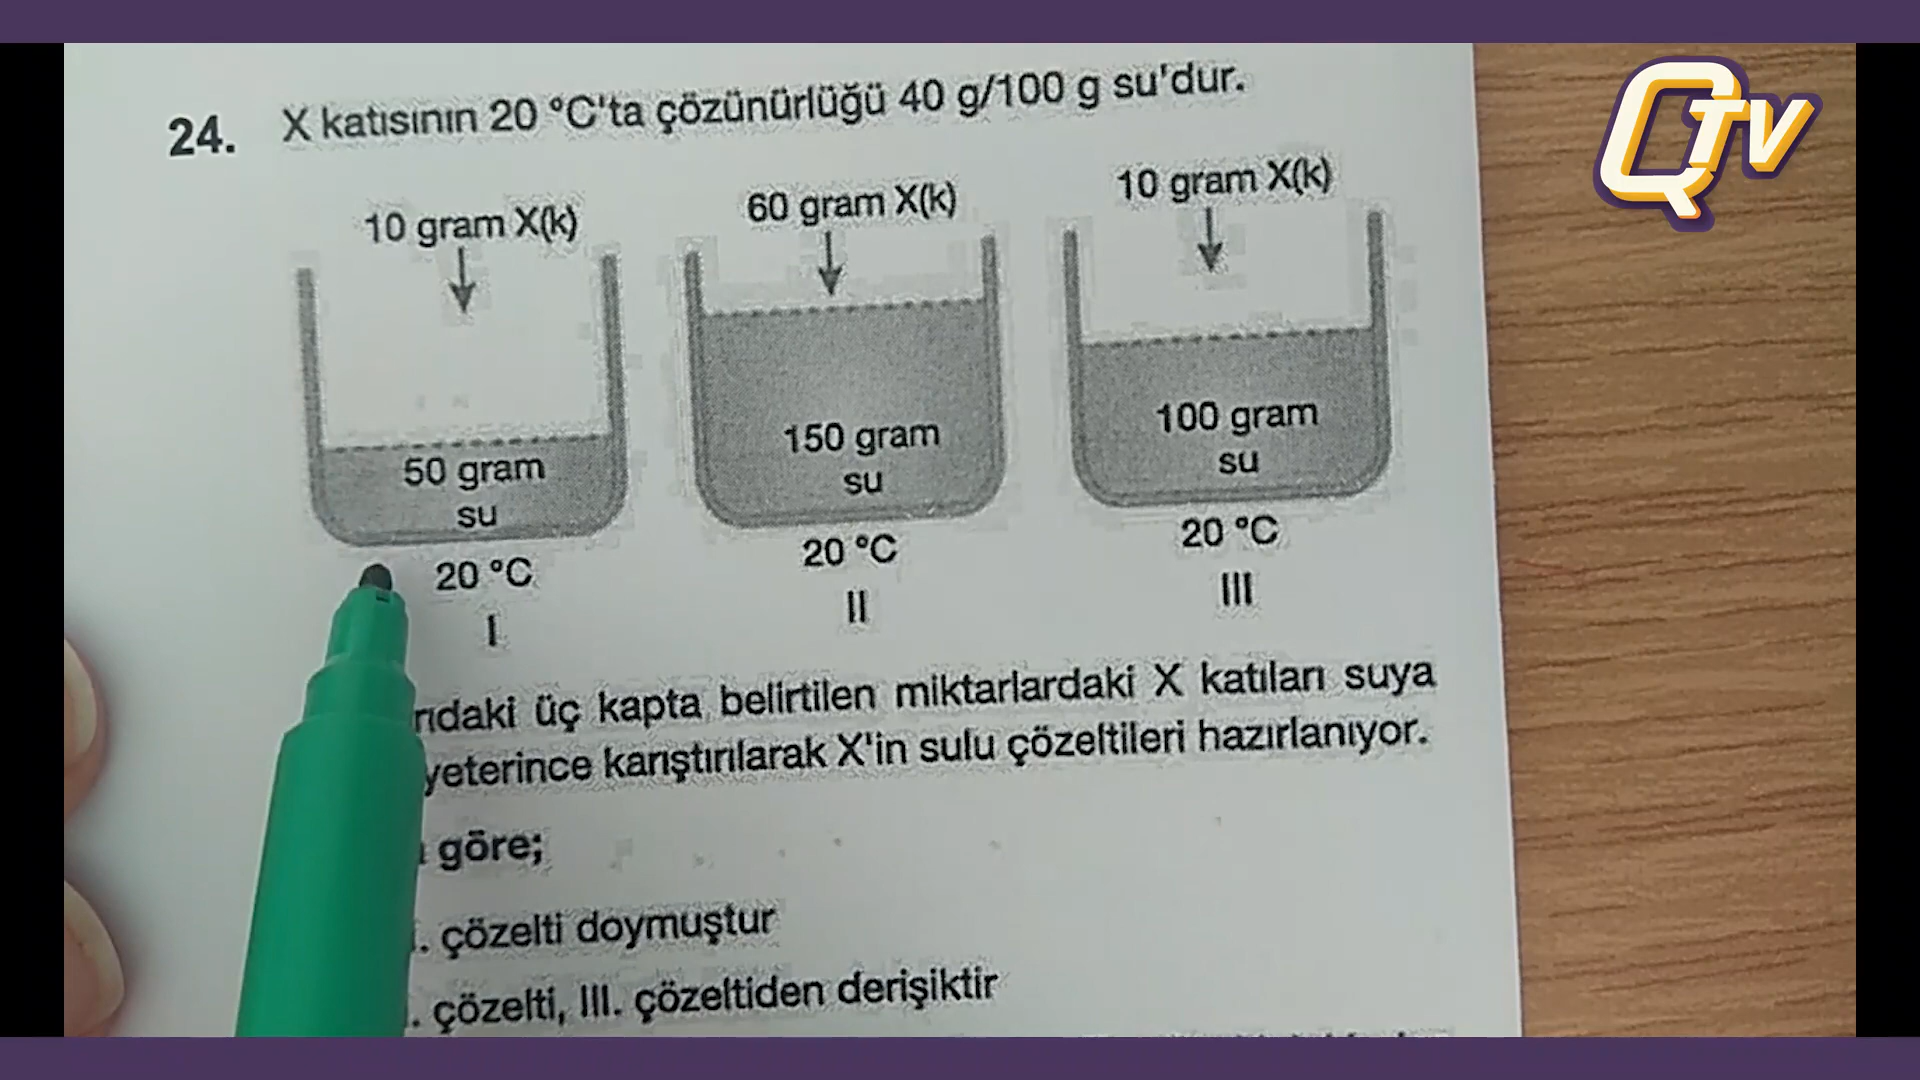 QTV
24. X katısının 20 °C'ta çözünürlüğü 40 g/100 g su'dur.
10 gram X(k)
60 gram X(k)
10 gram X(k)
50 gram
su
150 gram
su
100 gram
su
20 °C
20 °C
20 °C
I
II
III
üç kapta belirtilen miktarlardaki X katıları suya
yeterince karıştırılarak X'in sulu çözeltileri hazırlanıyor.
göre;
çözelti doymuştur
çözelti, III. çözeltiden derişiktir